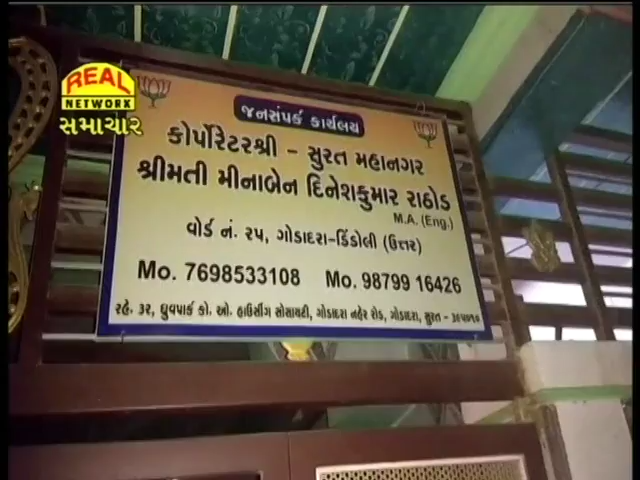 REAL
NETWORK
સમાચાર
જનસંપર્ક કાર્યાલય
કોર્પોરેટરશ્રી - સુરત મહાનગર
શ્રીમતી મીનાબેન દિનેશકુમાર રાઠોડ
M.A. (Eng.)
વોર્ડ નં. ૨૫, ગોડાદરા-ડિંડોલી (ઉત્તર)
Mo. 7698533108 Mo. 98799 16426
રહે. ૩૨, ધ્રુવપાર્ક કો. ઓ. હાઉસીંગ સોસાયટી, ગોડાદરા નહેર રોડ, ગોડાદરા, સુરત - ૩૯૫૦૧૦